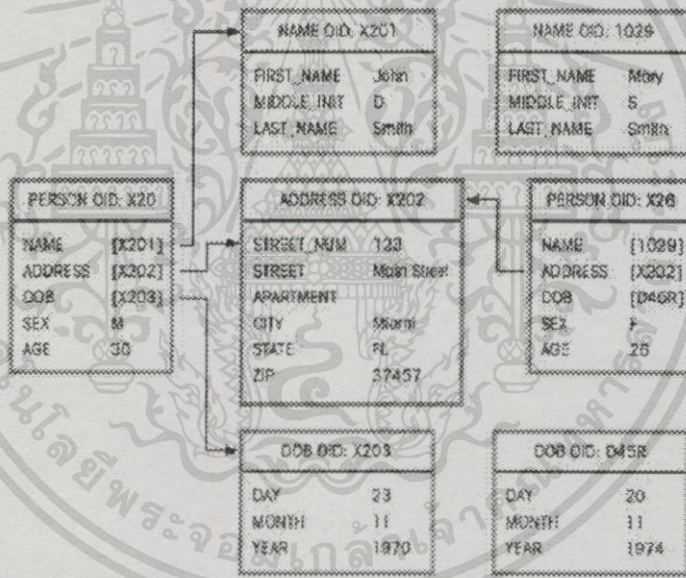 NAME OID: X201
FIRST_NAME John
MIDDLE_INIT D
LAST_NAME Smith
NAME OID: 1029
FIRST_NAME Mary
MIDDLE_INIT S
LAST_NAME Smith
PERSON OID: X20
NAME [X201]
ADDRESS [X202]
DOB [X203]
SEX M
AGE 30
ADDRESS OID: X202
STREET_NUM 123
STREET Main Street
APARTMENT
CITY Miami
STATE FL
ZIP 37457
PERSON OID: X26
NAME [1029]
ADDRESS [X202]
DOB [D45R]
SEX F
AGE 26
DOB OID: X203
DAY 23
MONTH 11
YEAR 1970
DOB OID: D45R
DAY 20
MONTH 11
YEAR 1974